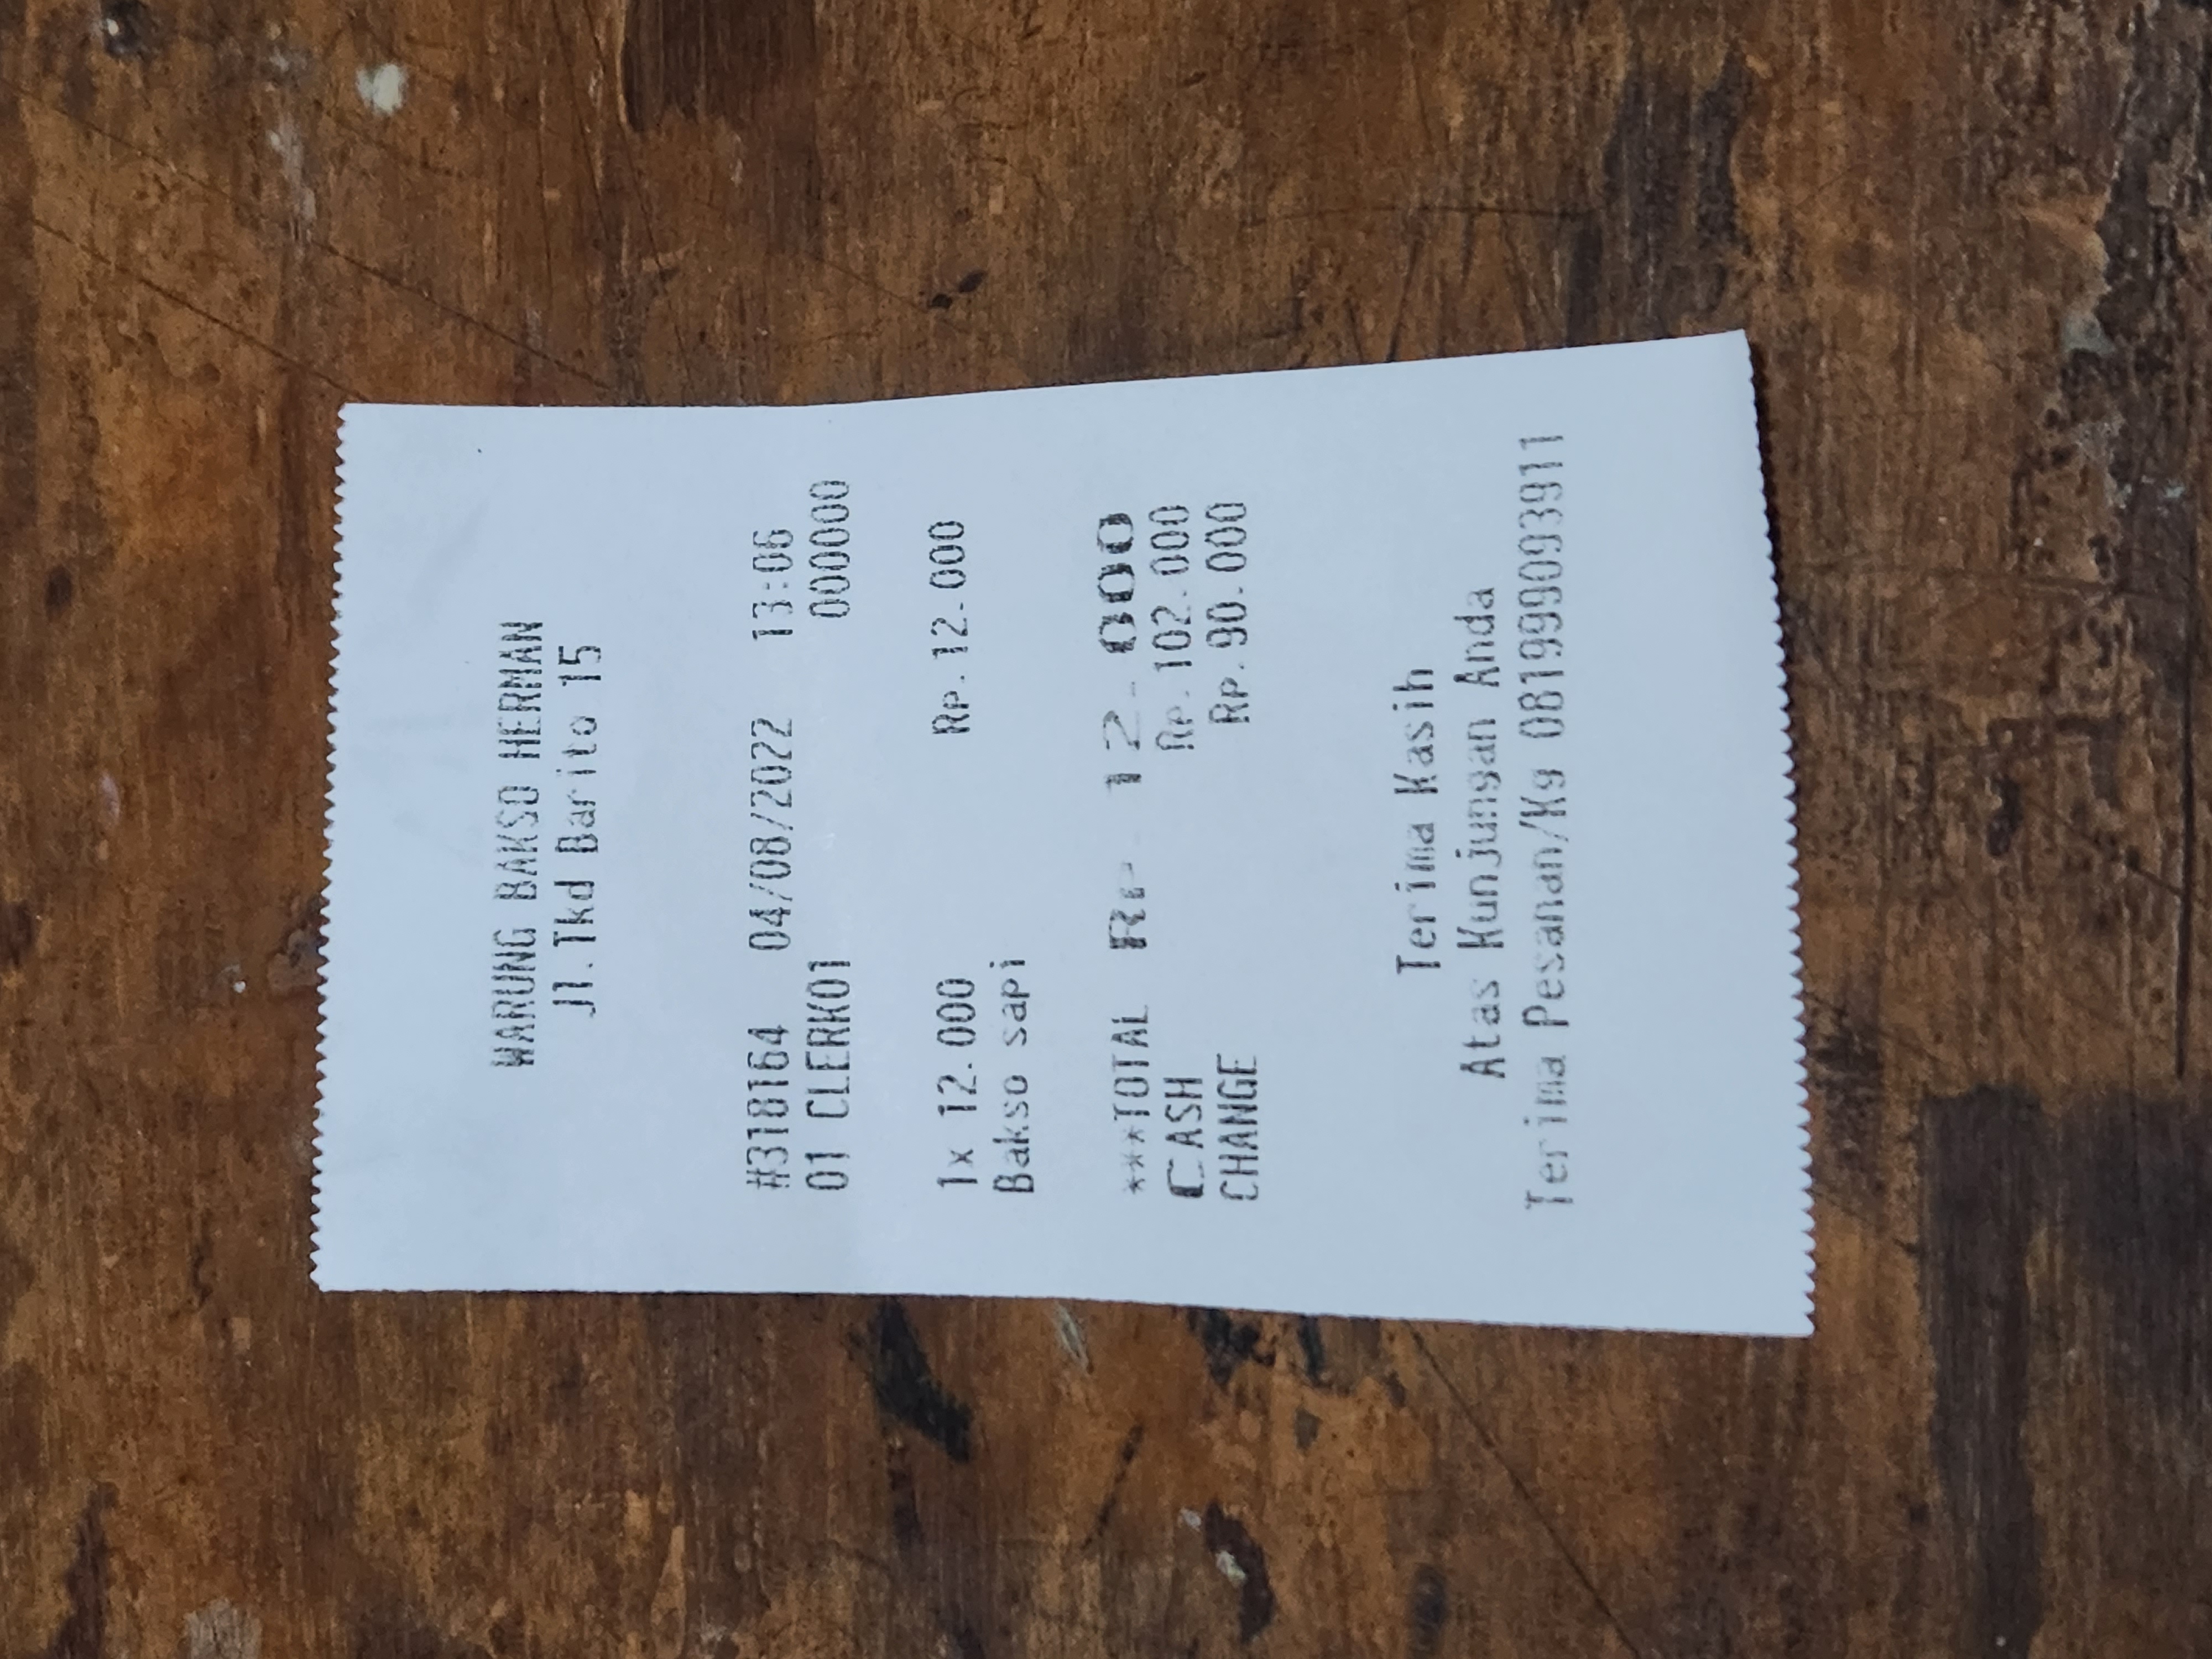 WARUNG BAKSO HERMAN
Jl.Tkd Barito 15
#318164 04/08/2022 13:06
01 CLERK01 000000
1x 12.000 Rp.12.000
Bakso sapi
***TOTAL Rp.12.000
CASH Rp.102.000
CHANGE Rp.90.000
Terima Kasih
Atas Kunjungan Anda
Terima Pesanan/Kg 081999093911